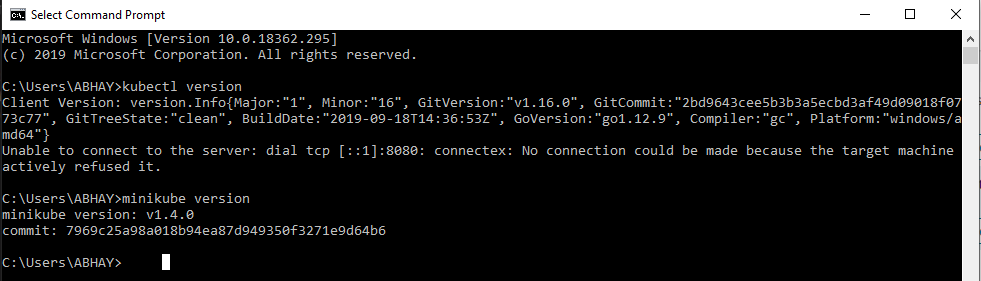 Select Command Prompt
Microsoft Windows [Version 10.0.18362.295]
(c) 2019 Microsoft Corporation. All rights reserved.
C:\Users\ABHAY>kubectl version
Client Version: version.Info{Major:"1", Minor:"16", GitVersion:"v1.16.0", GitCommit:"2bd9643cee5b3b3a5ecbd3af49d09018f07
73c77", GitTreeState:"clean", BuildDate:"2019-09-18T14:36:53Z", GoVersion:"go1.12.9", Compiler:"gc", Platform:"windows/a
md64"}
Unable to connect to the server: dial tcp [::1]:8080: connectex: No connection could be made because the target machine
actively refused it.
C:\Users\ABHAY>minikube version
minikube version: v1.4.0
commit: 7969c25a98a018b94ea87d949350f3271e9d64b6
C:\Users\ABHAY>